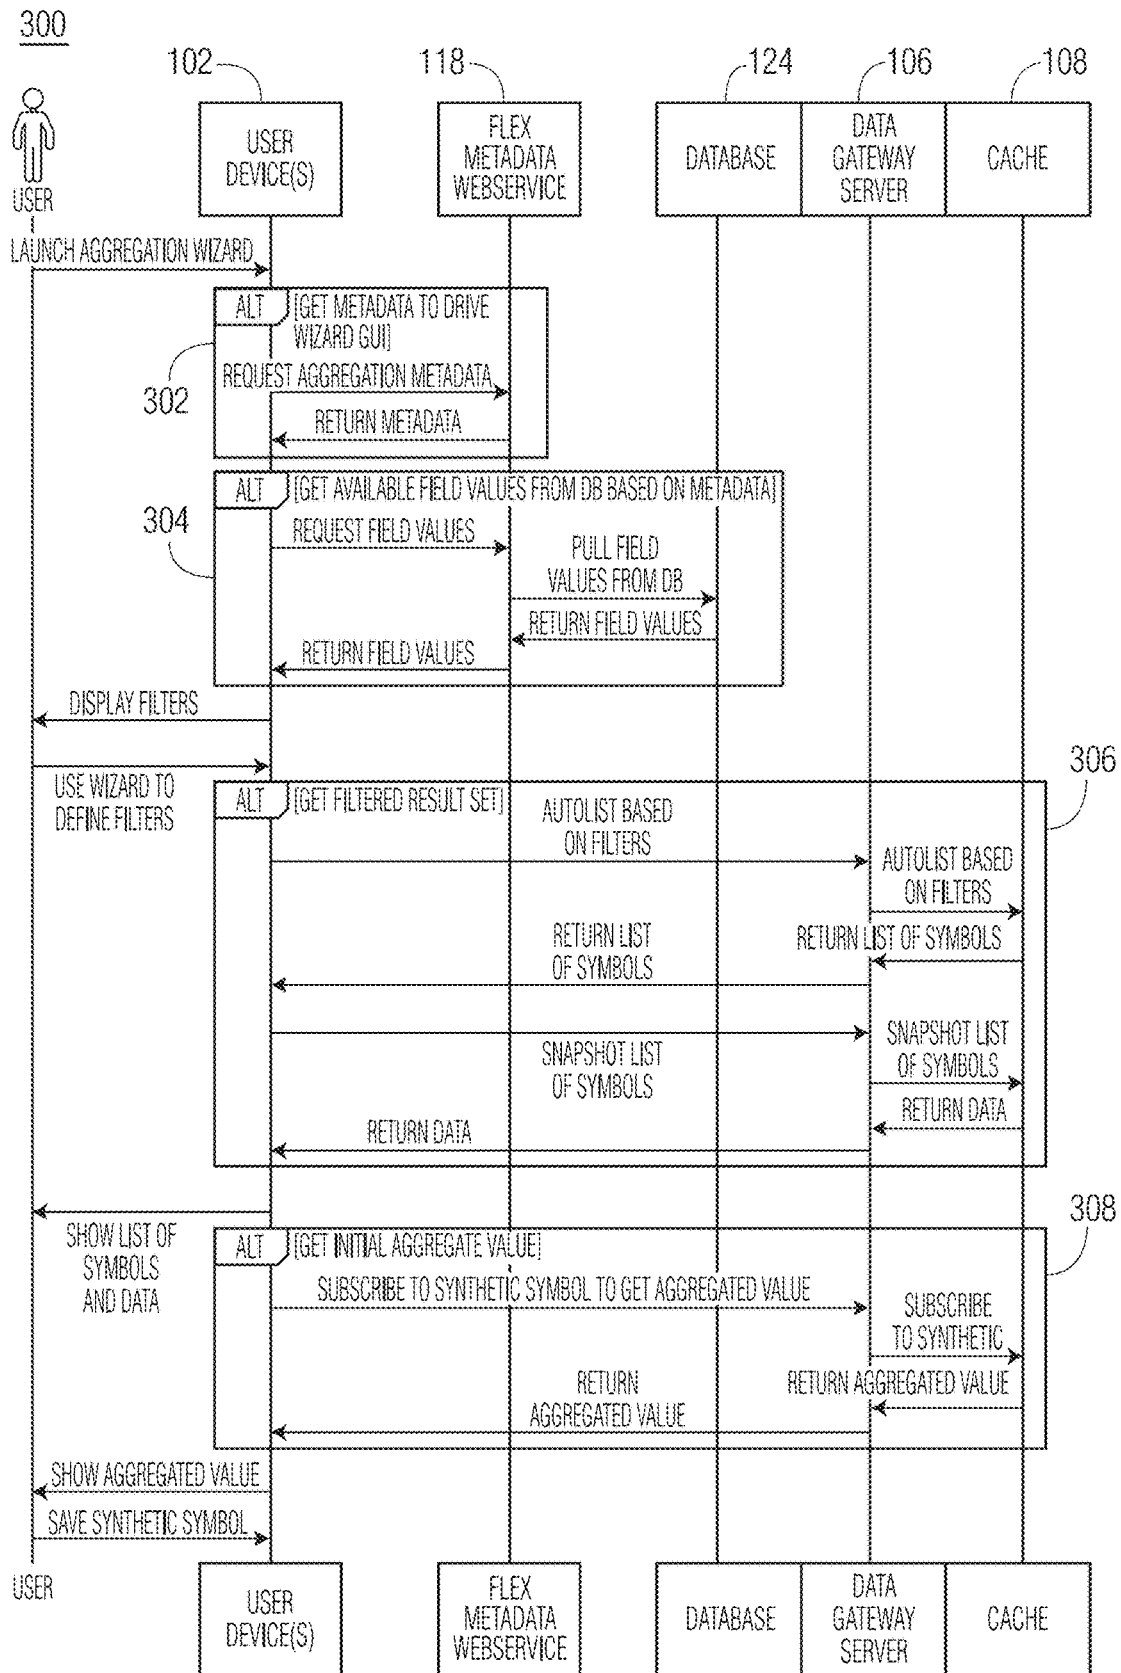 300
102
118
124
106
108
USER
DEVICE(S)
FLEX
METADATA
WEBSERVICE
DATABASE
DATA
GATEWAY
SERVER
CACHE
USER
LAUNCH AGGREGATION WIZARD
ALT
[GET METADATA TO DRIVE
WIZARD GUI]
302
REQUEST AGGREGATION METADATA
RETURN METADATA
ALT
[GET AVAILABLE FIELD VALUES FROM DB BASED ON METADATA]
304
REQUEST FIELD VALUES
PULL FIELD
VALUES FROM DB
RETURN FIELD VALUES
RETURN FIELD VALUES
DISPLAY FILTERS
USE WIZARD TO
DEFINE FILTERS
306
ALT
[GET FILTERED RESULT SET]
AUTOLIST BASED
ON FILTERS
AUTOLIST BASED
ON FILTERS
RETURN LIST OF SYMBOLS
RETURN LIST
OF SYMBOLS
SNAPSHOT LIST
OF SYMBOLS
SNAPSHOT LIST
OF SYMBOLS
RETURN DATA
RETURN DATA
SHOW LIST OF
SYMBOLS
AND DATA
308
ALT
[GET INITIAL AGGREGATE VALUE]
SUBSCRIBE TO SYNTHETIC SYMBOL TO GET AGGREGATED VALUE
SUBSCRIBE
TO SYNTHETIC
RETURN AGGREGATED VALUE
RETURN
AGGREGATED VALUE
SHOW AGGREGATED VALUE
SAVE SYNTHETIC SYMBOL
USER
USER
DEVICE(S)
FLEX
METADATA
WEBSERVICE
DATABASE
DATA
GATEWAY
SERVER
CACHE